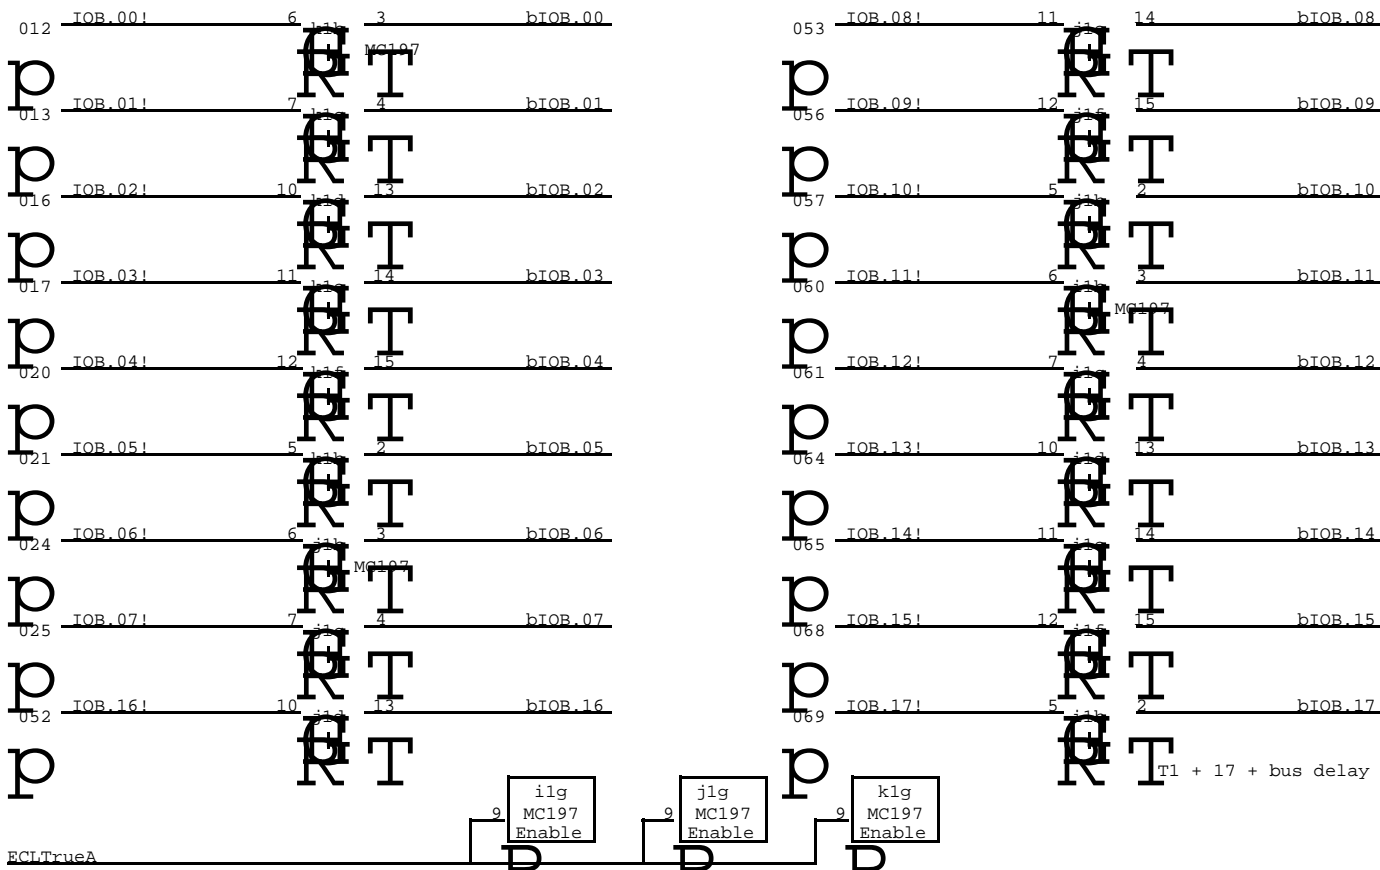 IOB.00! 6 3 bIOB.00 IOB.08! 11 14 bIOB.08
012 053
MC197
p T p T
IOB.01! 7 4 bIOB.01 IOB.09! 12 15 bIOB.09
013 056
p T p T
IOB.02! 10 13 bIOB.02 IOB.10! 5 2 bIOB.10
016 057
p T p T
IOB.03! 11 14 bIOB.03 IOB.11! 6 3 bIOB.11
017 060
MC197
p T p T
IOB.04! 12 15 bIOB.04 IOB.12! 7 4 bIOB.12
020 061
p T p T
IOB.05! 5 2 bIOB.05 IOB.13! 10 13 bIOB.13
021 064
p T p T
IOB.06! 6 3 bIOB.06 IOB.14! 11 14 bIOB.14
024 065
MC197
p T p T
IOB.07! 7 4 bIOB.07 IOB.15! 12 15 bIOB.15
025 068
p T p T
IOB.16! 10 13 bIOB.16 IOB.17! 5 2 bIOB.17
052 069
p T p T
T1 + 17 + bus delay
i1g j1g k1g
9 MC197 9 MC197 9 MC197
Enable Enable Enable
ECLTrueA